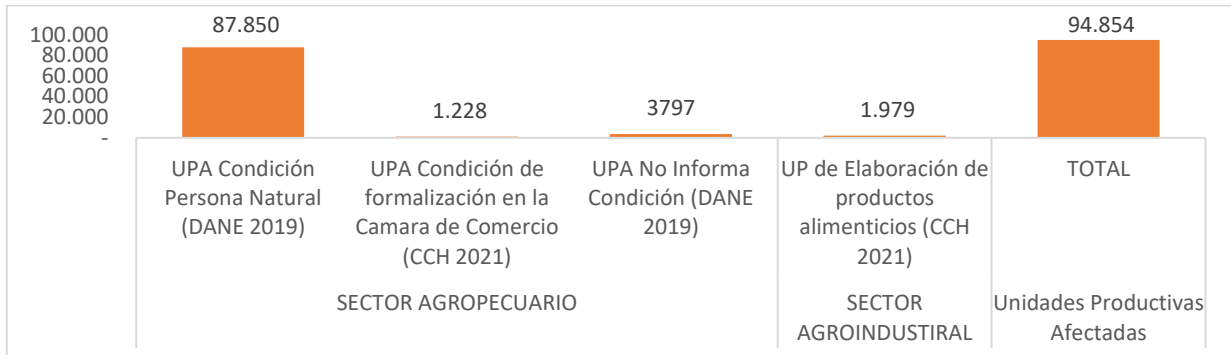 100.000
80.000
60.000
40.000
20.000
-
87.850
1.228
3797
1.979
94.854
UPA Condición
Persona Natural
(DANE 2019)
UPA Condición de
formalización en la
Camara de Comercio
(CCH 2021)
UPA No Informa
Condición (DANE
2019)
UP de Elaboración de
productos
alimenticios (CCH
2021)
TOTAL
SECTOR AGROPECUARIO
SECTOR
AGROINDUSTIRAL
Unidades Productivas
Afectadas